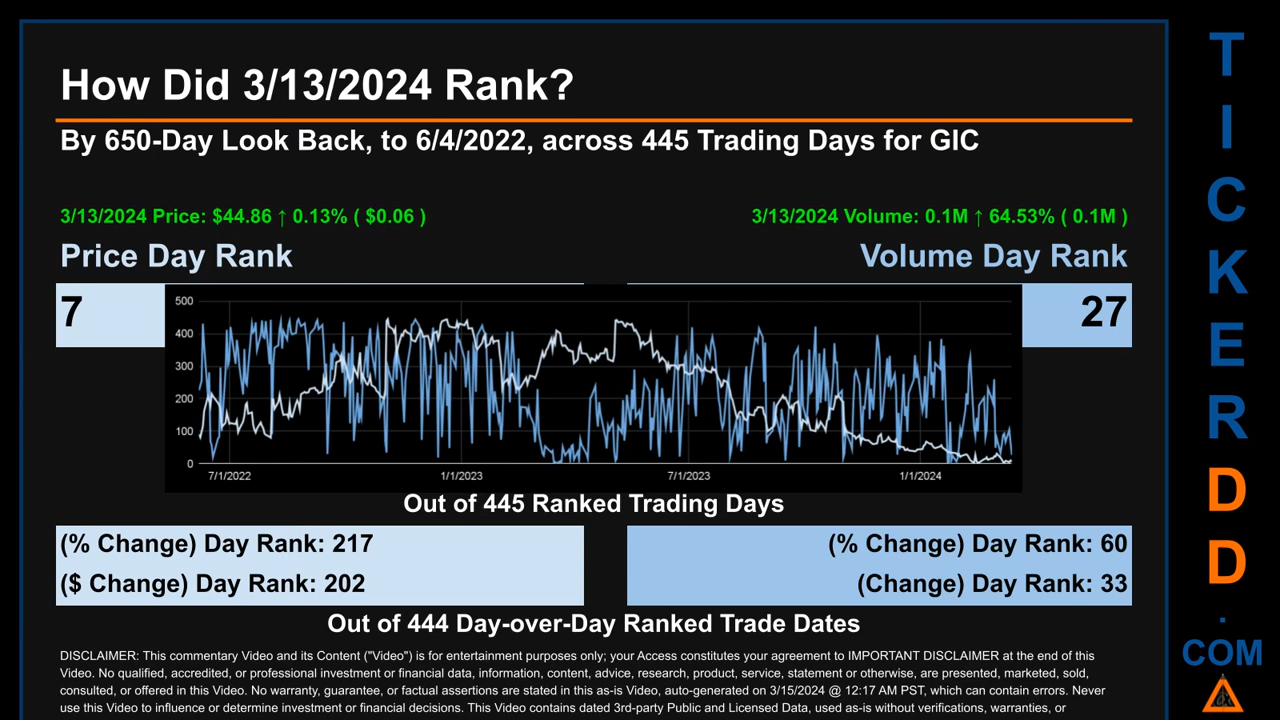 How Did 3/13/2024 Rank?
By 650-Day Look Back, to 6/4/2022, across 445 Trading Days for GIC
3/13/2024 Price: $44.86 ↑ 0.13% ( $0.06 )
3/13/2024 Volume: 0.1M ↑ 64.53% ( 0.1M )
Price Day Rank
Volume Day Rank
7
27
500
400
300
200
100
0
7/1/2022
1/1/2023
7/1/2023
1/1/2024
Out of 445 Ranked Trading Days
(% Change) Day Rank: 217
($ Change) Day Rank: 202
(% Change) Day Rank: 60
(Change) Day Rank: 33
Out of 444 Day-over-Day Ranked Trade Dates
DISCLAIMER: This commentary Video and its Content ("Video") is for entertainment purposes only; your Access constitutes your agreement to IMPORTANT DISCLAIMER at the end of this
Video. No qualified, accredited, or professional investment or financial data, information, content, advice, research, product, service, statement or otherwise, are presented, marketed, sold,
consulted, or offered in this Video. No warranty, guarantee, or factual assertions are stated in this as-is Video, auto-generated on 3/15/2024 @ 12:17 AM PST, which can contain errors. Never
use this Video to influence or determine investment or financial decisions. This Video contains dated 3rd-party Public and Licensed Data, used as-is without verifications, warranties, or
TICKERDD
.
COM